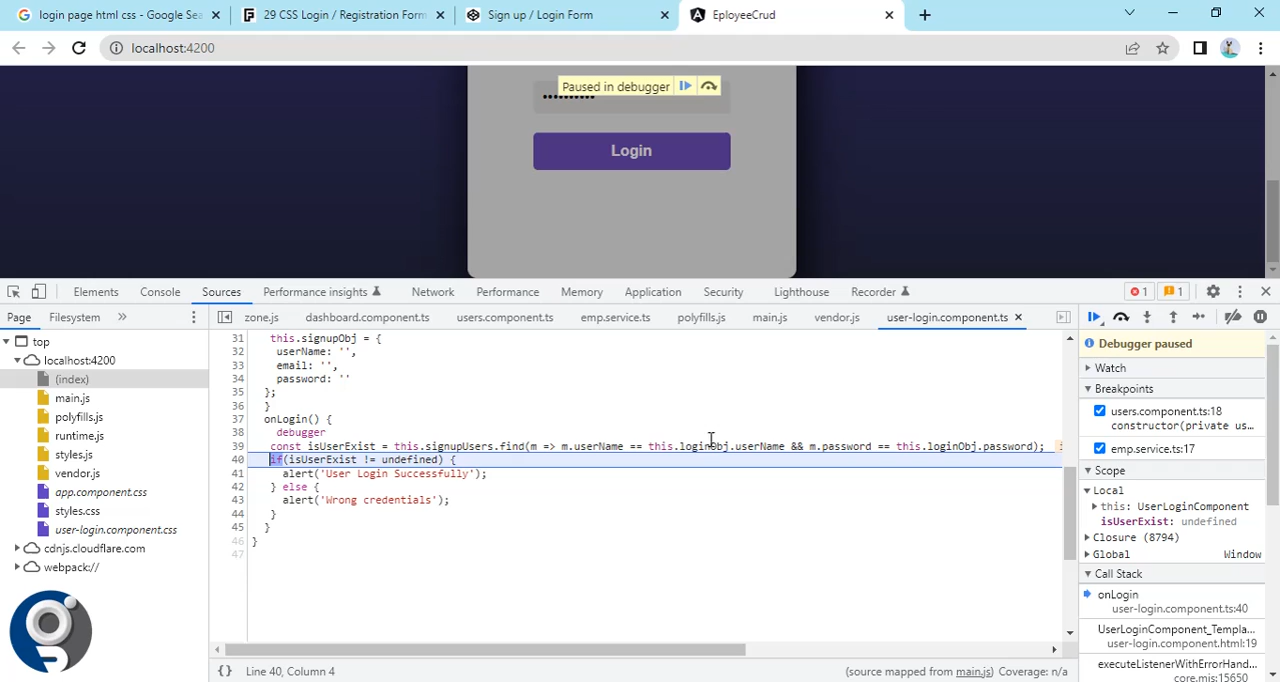 login page html css - Google Sea
29 CSS Login / Registration Form
Sign up / Login Form
EployeeCrud
localhost:4200
Paused in debugger
••••••••••
Login
Elements Console Sources Performance insights Network Performance Memory Application Security Lighthouse Recorder 1 1
Page Filesystem »
zone.js dashboard.component.ts users.component.ts emp.service.ts polyfills.js main.js vendor.js user-login.component.ts
top
localhost:4200
(index)
main.js
polyfills.js
runtime.js
styles.js
vendor.js
app.component.css
styles.css
user-login.component.css
cdnjs.cloudflare.com
webpack://
31 this.signupObj = {
32 userName: '',
33 email: '',
34 password: ''
35 };
36 }
37 onLogin() {
38 debugger
39 const isUserExist = this.signupUsers.find(m => m.userName == this.loginObj.userName && m.password == this.loginObj.password);
40 if(isUserExist != undefined) {
41 alert('User Login Successfully');
42 } else {
43 alert('Wrong credentials');
44 }
45 }
46 }
47
{} Line 40, Column 4
(source mapped from main.js) Coverage: n/a
Debugger paused
Watch
Breakpoints
users.component.ts:18
constructor(private us…
emp.service.ts:17
Scope
Local
this: UserLoginComponent
isUserExist: undefined
Closure (8794)
Global Window
Call Stack
onLogin
user-login.component.ts:40
UserLoginComponent_Templa...
user-login.component.html:19
executeListenerWithErrorHand...
core.mjs:15650